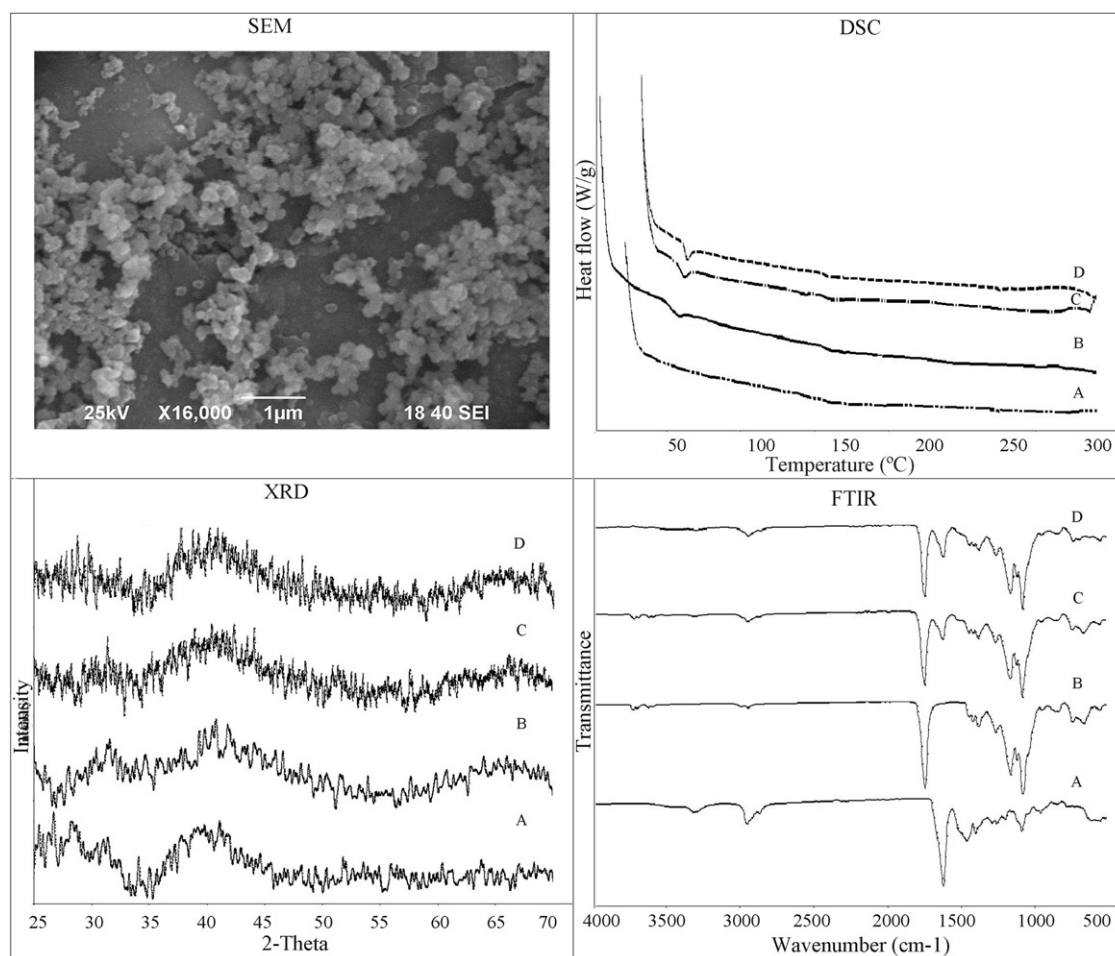 SEM
25kV X16,000 1µm 18 40 SEI
DSC
Heat flow (W/g)
D
C
B
A
50 100 150 200 250 300
Temperature (ºC)
XRD
Intensity
D
C
B
A
25 30 35 40 45 50 55 60 65 70
2-Theta
FTIR
Transmittance
D
C
B
A
4000 3500 3000 2500 2000 1500 1000 500
Wavenumber (cm-1)